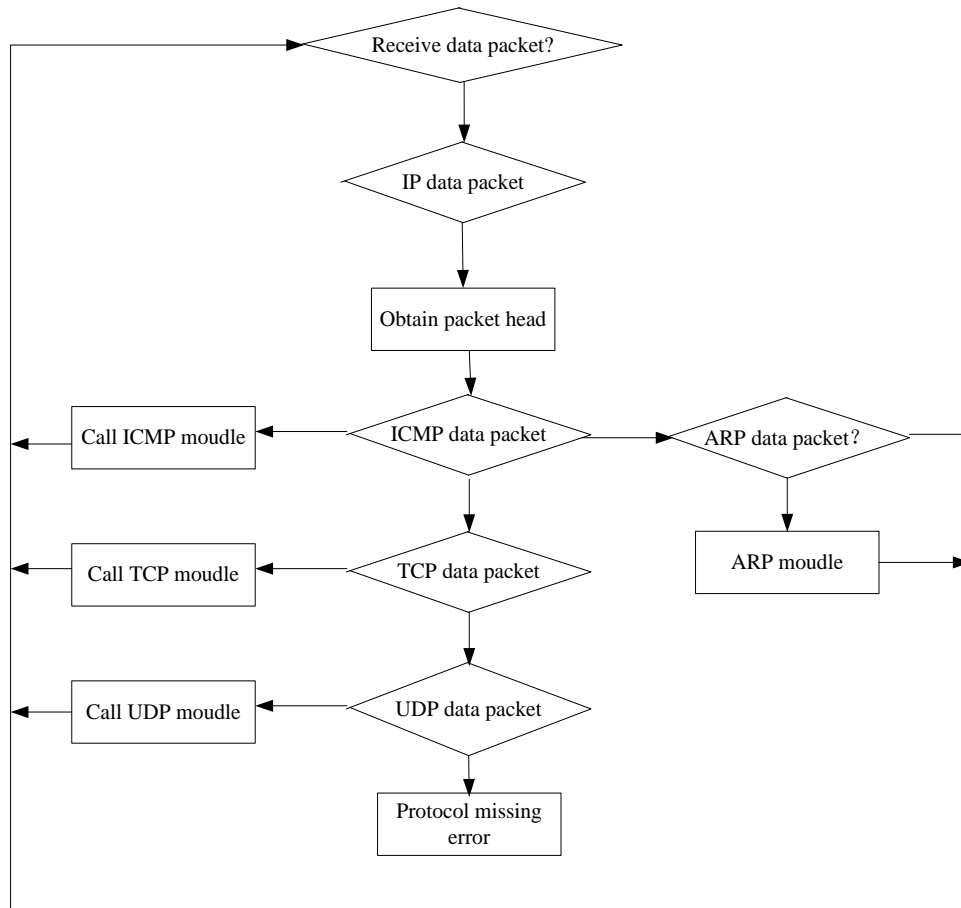 Receive data packet?
IP data packet
Obtain packet head
Call ICMP moudle
ICMP data packet
ARP data packet？
Call TCP moudle
TCP data packet
ARP moudle
Call UDP moudle
UDP data packet
Protocol missing
error